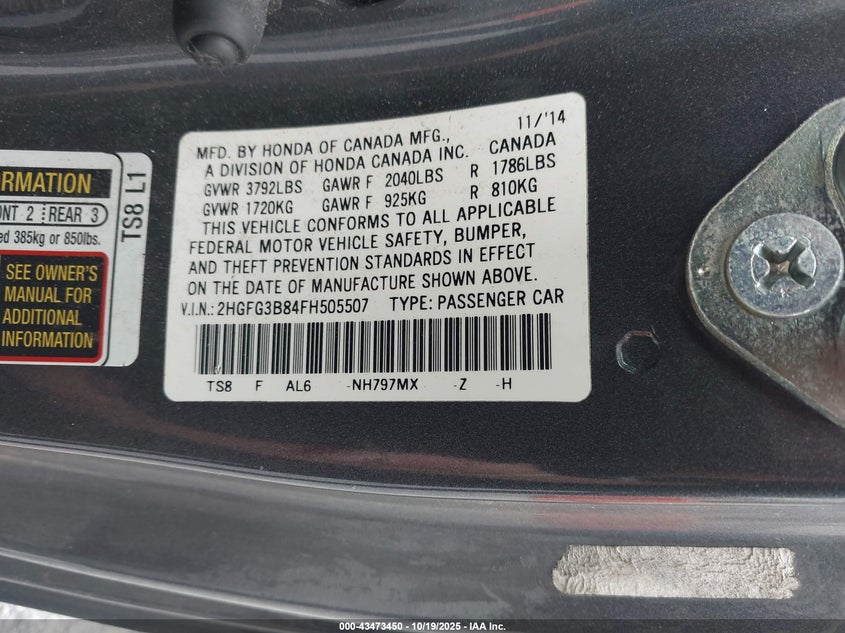 RMATION
NT 2 REAR 3
ed 385kg or 850lbs.
SEE OWNER'S
MANUAL FOR
ADDITIONAL
INFORMATION
TS8 L1
11/'14
MFD. BY HONDA OF CANADA MFG.,
A DIVISION OF HONDA CANADA INC. CANADA
GVWR 3792LBS GAWR F 2040LBS R 1786LBS
GVWR 1720KG GAWR F 925KG R 810KG
THIS VEHICLE CONFORMS TO ALL APPLICABLE
FEDERAL MOTOR VEHICLE SAFETY, BUMPER,
AND THEFT PREVENTION STANDARDS IN EFFECT
ON THE DATE OF MANUFACTURE SHOWN ABOVE.
V.I.N.: 2HGFG3B84FH505507 TYPE: PASSENGER CAR
TS8 F AL6 -NH797MX -Z -H
000-43473450 - 10/19/2025 - IAA Inc.